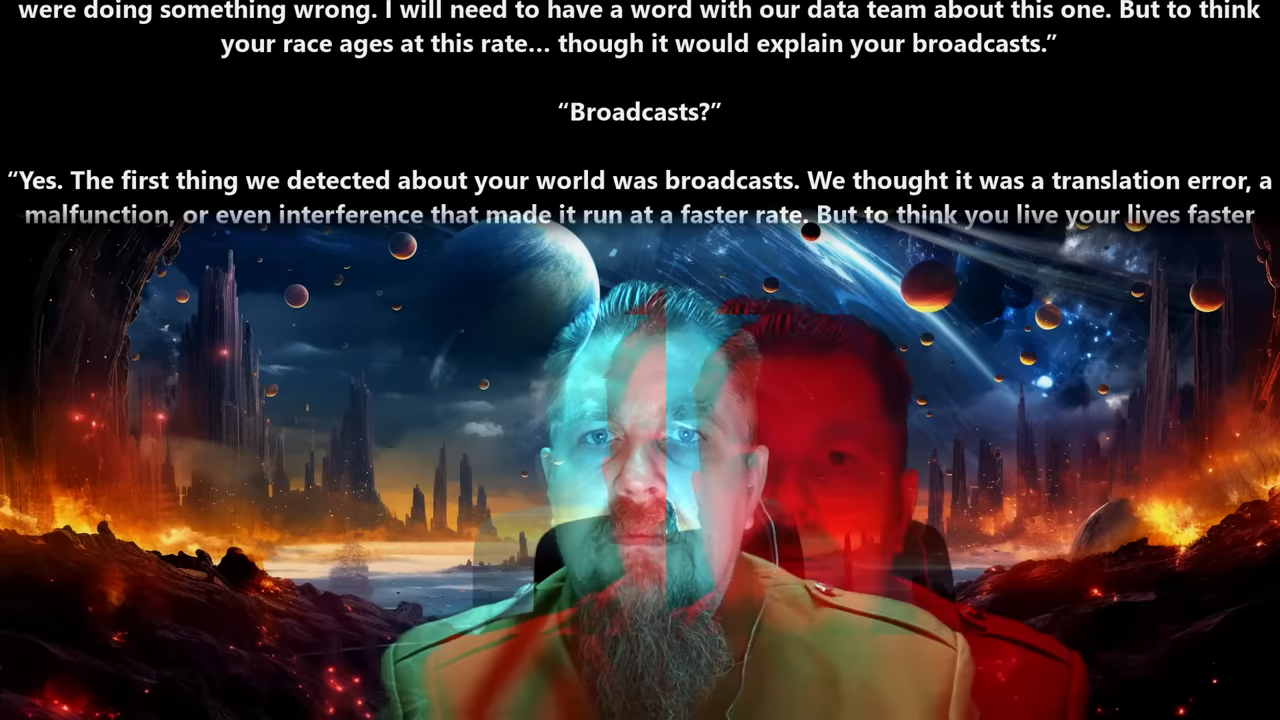 were doing something wrong. I will need to have a word with our data team about this one. But to think
your race ages at this rate… though it would explain your broadcasts.”
“Broadcasts?”
“Yes. The first thing we detected about your world was broadcasts. We thought it was a translation error, a
malfunction, or even interference that made it run at a faster rate. But to think you live your lives faster